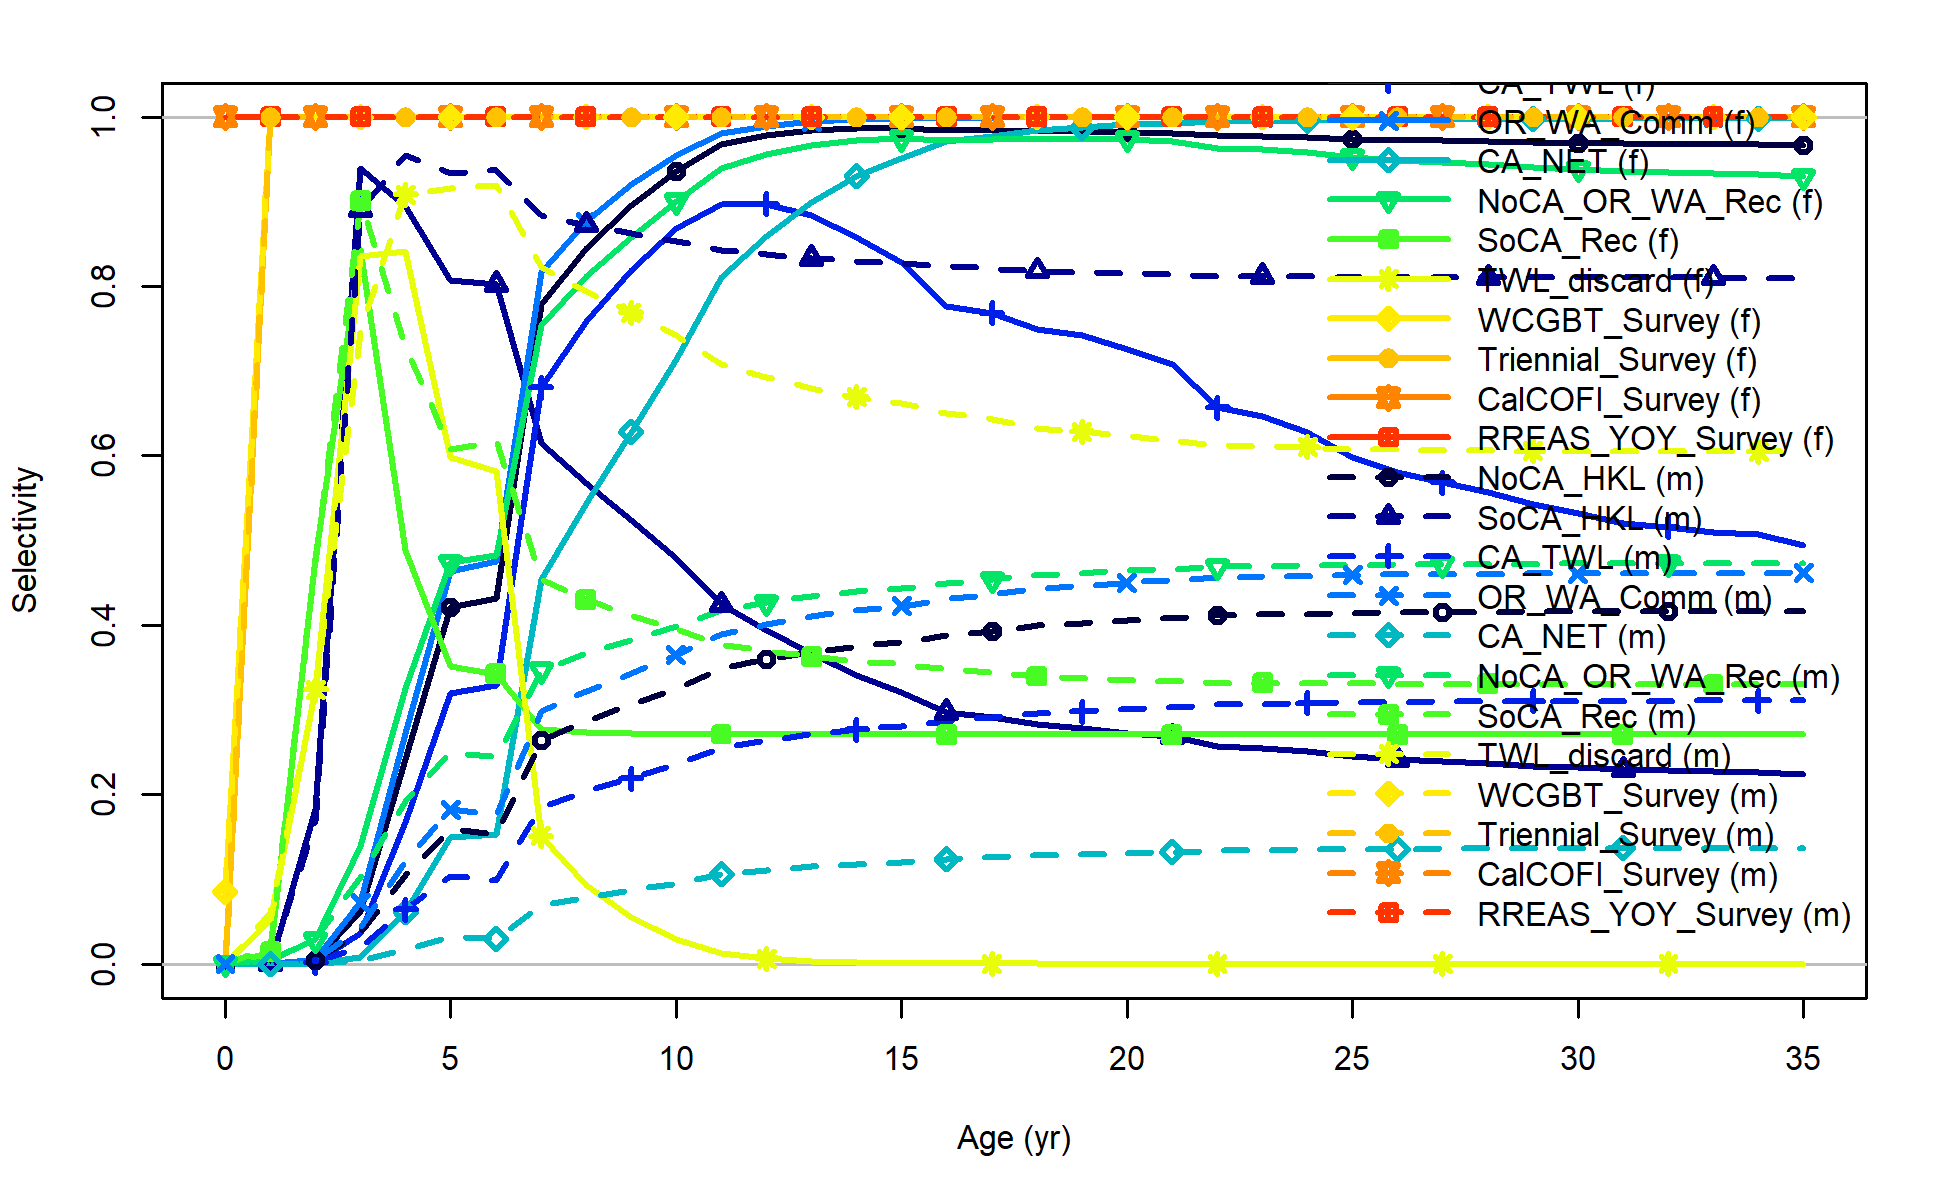 CA_TWL (f)
OR_WA_Comm (f)
CA_NET (f)
NoCA_OR_WA_Rec (f)
SoCA_Rec (f)
TWL_discard (f)
WCGBT_Survey (f)
Triennial_Survey (f)
CalCOFI_Survey (f)
RREAS_YOY_Survey (f)
NoCA_HKL (m)
SoCA_HKL (m)
CA_TWL (m)
OR_WA_Comm (m)
CA_NET (m)
NoCA_OR_WA_Rec (m)
SoCA_Rec (m)
TWL_discard (m)
WCGBT_Survey (m)
Triennial_Survey (m)
CalCOFI_Survey (m)
RREAS_YOY_Survey (m)
1.0
0.8
0.6
0.4
0.2
0.0
Selectivity
0 5 10 15 20 25 30 35
Age (yr)